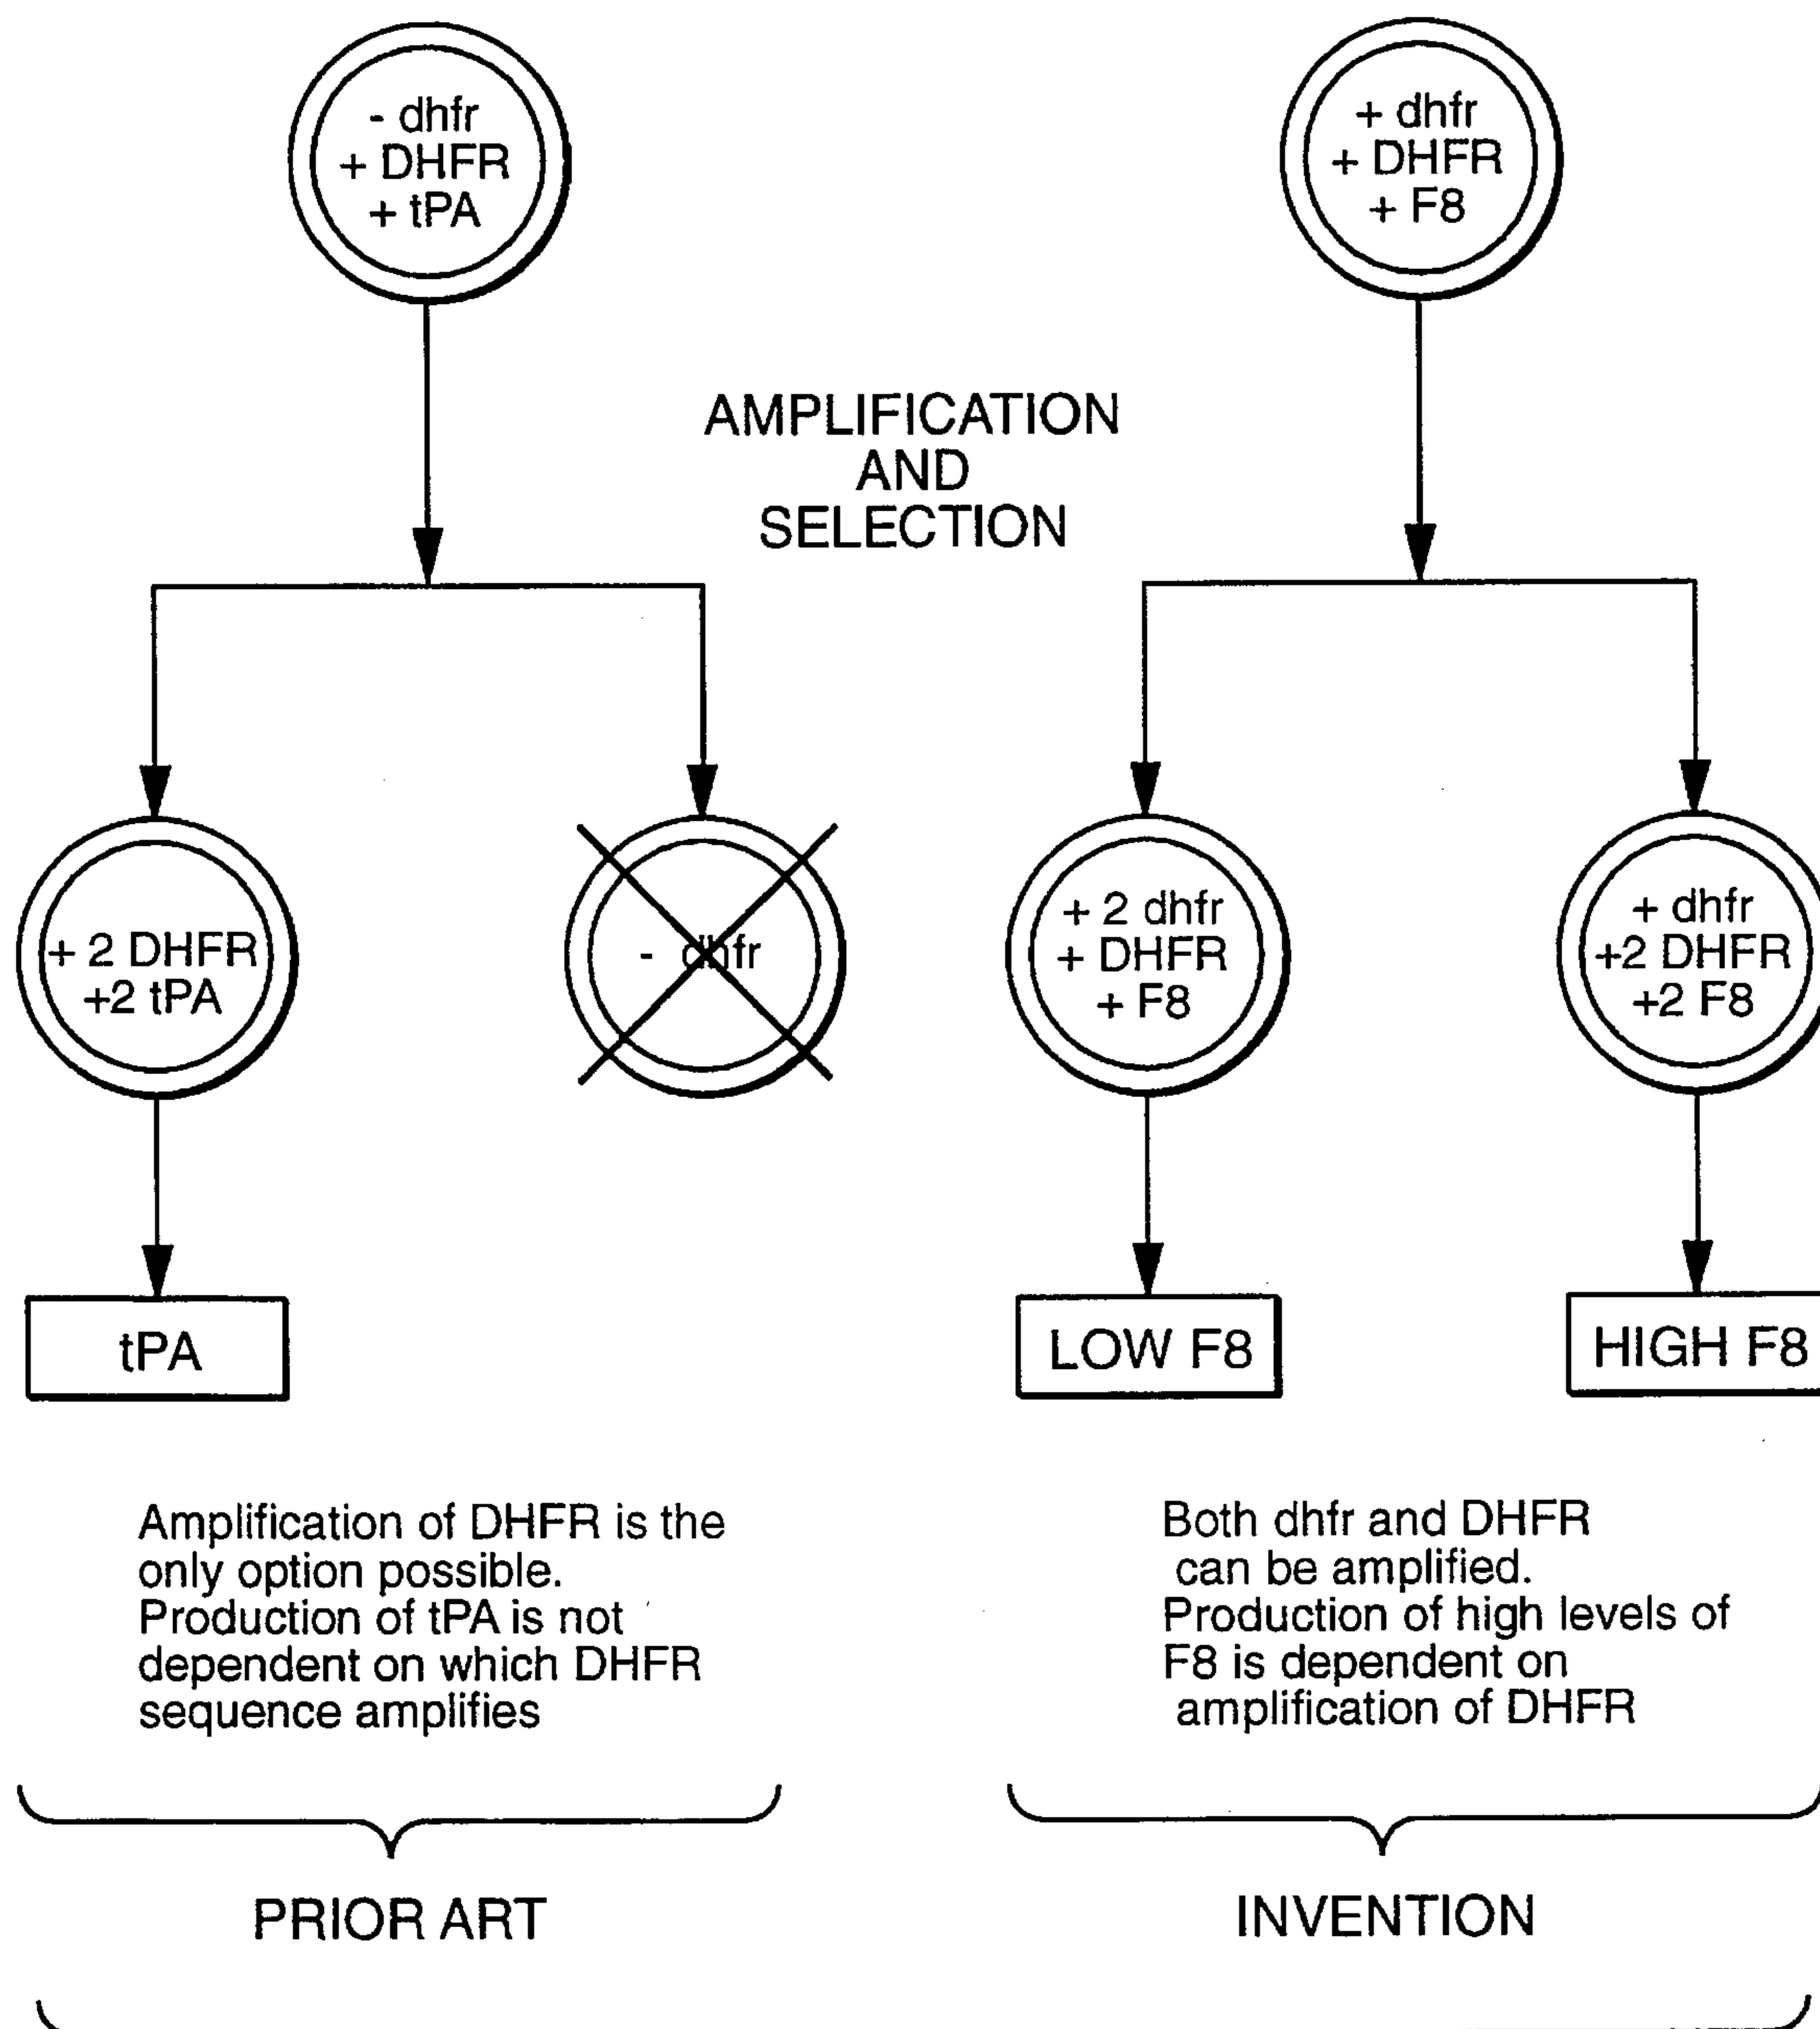 - dhfr
+ DHFR
+ tPA
+ dhfr
+ DHFR
+ F8
AMPLIFICATION
AND
SELECTION
+ 2 DHFR
+2 tPA
- dhfr
+ 2 dhfr
+ DHFR
+ F8
+ dhfr
+2 DHFR
+2 F8
tPA
LOW F8
HIGH F8
Amplification of DHFR is the
only option possible.
Production of tPA is not
dependent on which DHFR
sequence amplifies
Both dhfr and DHFR
can be amplified.
Production of high levels of
F8 is dependent on
amplification of DHFR
PRIOR ART
INVENTION